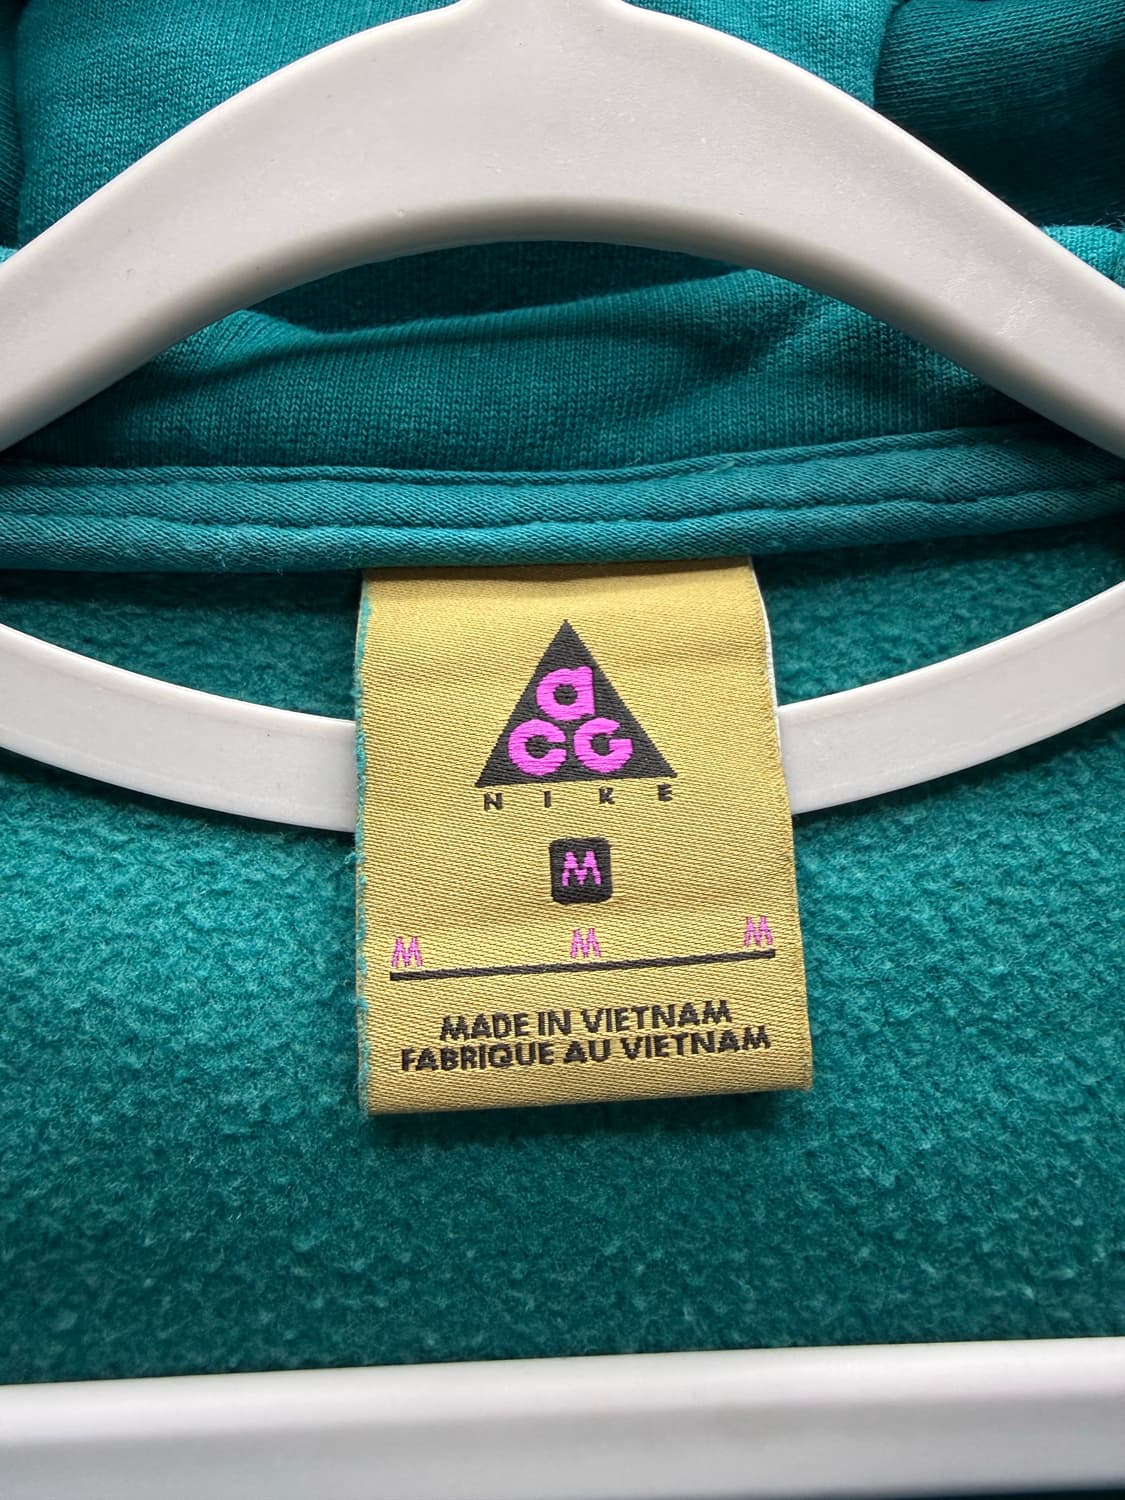 acg
NIKE
M
M M M
MADE IN VIETNAM
FABRIQUE AU VIETNAM